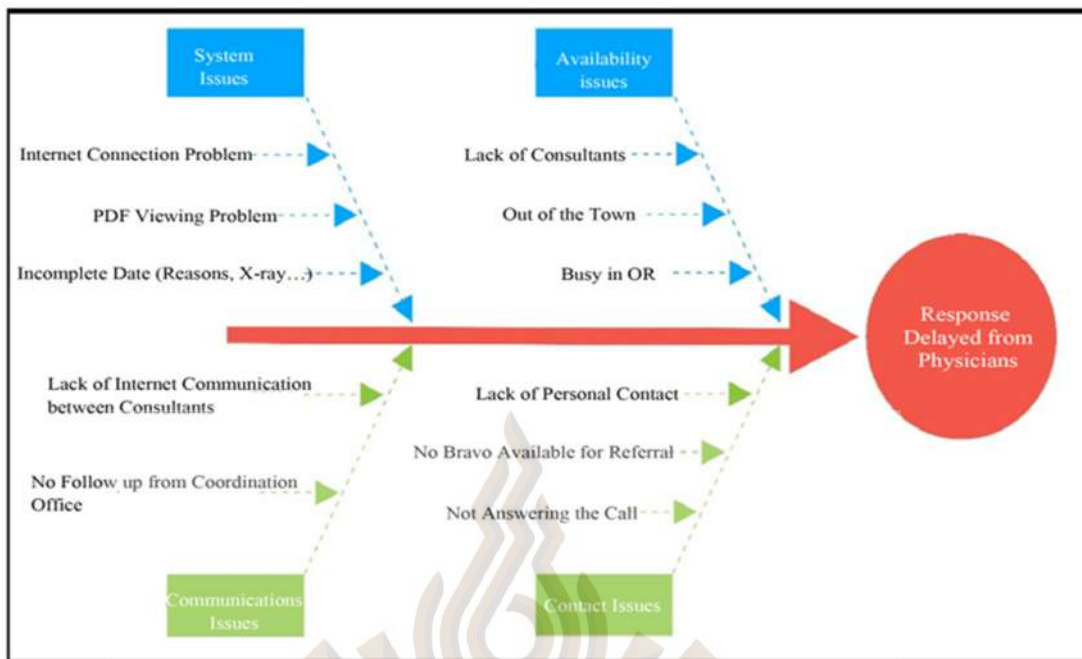 System
Issues
Availability
issues
Internet Connection Problem
PDF Viewing Problem
Incomplete Date (Reasons, X-ray…)
Lack of Consultants
Out of the Town
Busy in OR
Response
Delayed from
Physicians
Lack of Internet Communication
between Consultants
No Follow up from Coordination
Office
Lack of Personal Contact
No Bravo Available for Referral
Not Answering the Call
Communications
Issues
Contact Issues